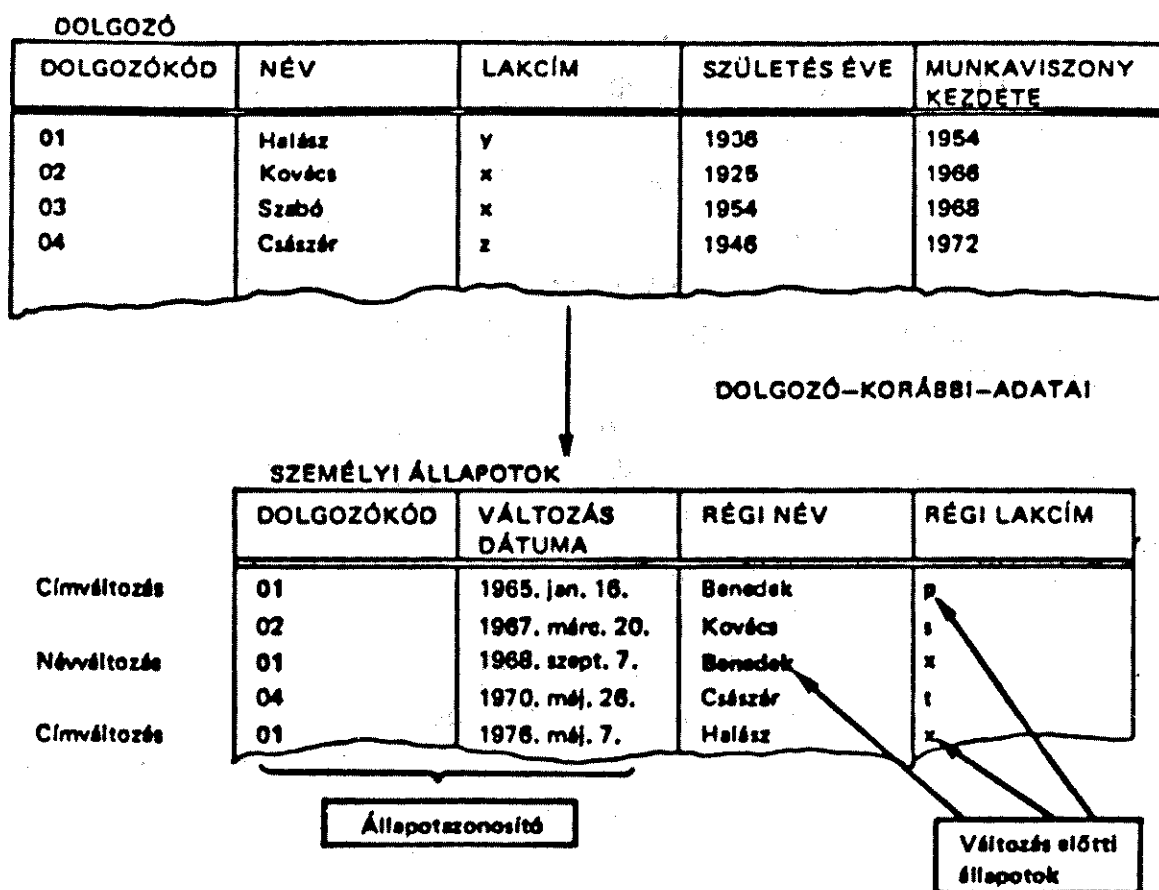 DOLGOZÓ
DOLGOZÓKÓD NÉV LAKCÍM SZÜLETÉS ÉVE MUNKAVISZONY
KEZDETE
01 Halász y 1936 1954
02 Kovács x 1925 1966
03 Szabó x 1954 1968
04 Császár z 1946 1972
DOLGOZÓ–KORÁBBI–ADATAI
SZEMÉLYI ÁLLAPOTOK
DOLGOZÓKÓD VÁLTOZÁS RÉGI NÉV RÉGI LAKCÍM
DÁTUMA
Címváltozás 01 1965. jan. 16. Benedek p
02 1967. márc. 20. Kovács s
Névváltozás 01 1968. szept. 7. Benedek x
04 1970. máj. 26. Császár t
Címváltozás 01 1976. máj. 7. Halász x
Állapotazonosító
Változás előtti
állapotok